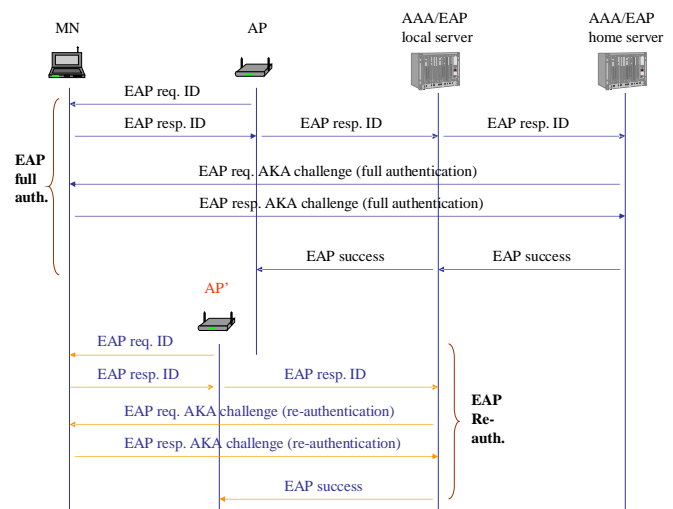 MN
AP
AAA/EAP
local server
AAA/EAP
home server
EAP req. ID
EAP resp. ID
EAP resp. ID
EAP resp. ID
EAP
full
auth.
EAP req. AKA challenge (full authentication)
EAP resp. AKA challenge (full authentication)
EAP success
EAP success
AP'
EAP req. ID
EAP resp. ID
EAP resp. ID
EAP req. AKA challenge (re-authentication)
EAP resp. AKA challenge (re-authentication)
EAP success
EAP
Re-
auth.